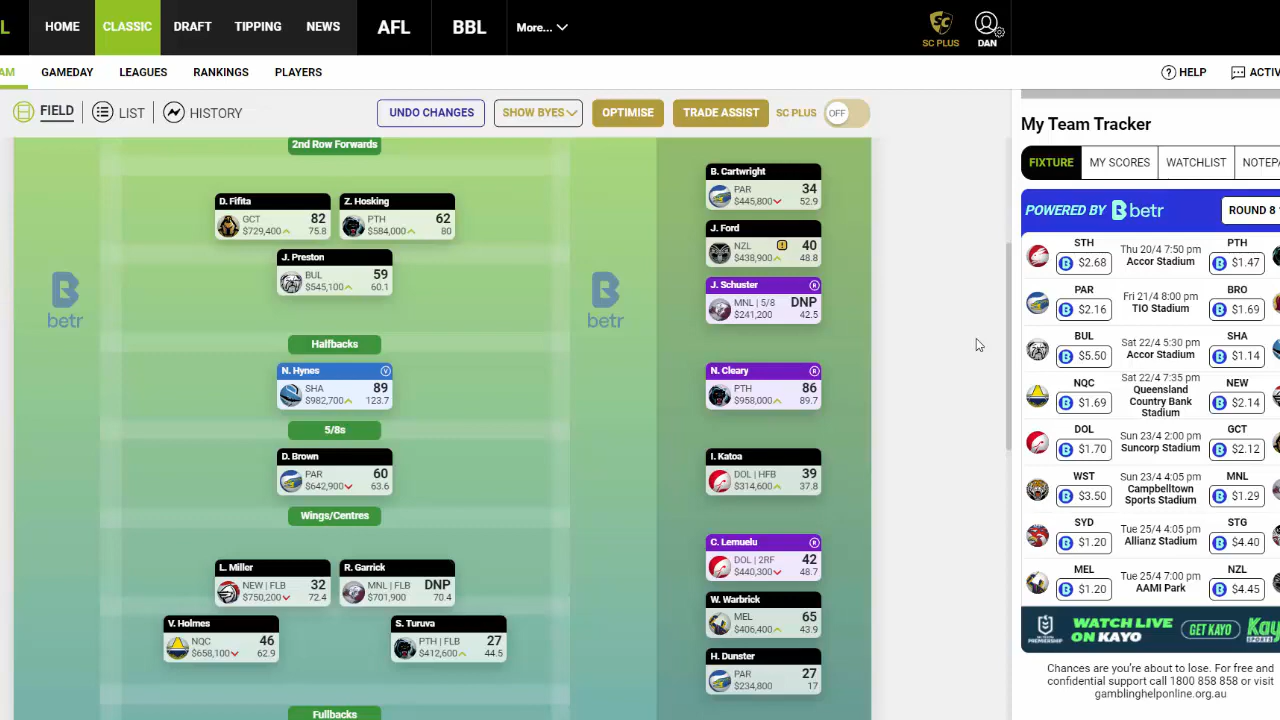 L HOME CLASSIC DRAFT TIPPING NEWS AFL BBL More... SC PLUS DAN
AM GAMEDAY LEAGUES RANKINGS PLAYERS ? HELP ACTIV
FIELD LIST HISTORY UNDO CHANGES SHOW BYES OPTIMISE TRADE ASSIST SC PLUS OFF
2nd Row Forwards
D. Fifita
GCT 82
$729,400 75.8
Z. Hosking
PTH 62
$584,000 80
J. Preston
BUL 59
$545,100 60.1
betr
betr
Halfbacks
N. Hynes V
SHA 89
$982,700 123.7
5/8s
D. Brown
PAR 60
$642,900 63.6
Wings/Centres
L. Miller
NEW | FLB 32
$750,200 72.4
R. Garrick
MNL | FLB DNP
$701,900 70.4
V. Holmes
NQC 46
$658,100 62.9
S. Turuva
PTH | FLB 27
$412,600 44.5
Fullbacks
B. Cartwright
PAR 34
$445,800 52.9
J. Ford
NZL ! 40
$438,900 48.8
J. Schuster R
MNL | 5/8 DNP
$241,200 42.5
N. Cleary R
PTH 86
$958,000 89.7
I. Katoa
DOL | HFB 39
$314,600 37.8
C. Lemuelu R
DOL | 2RF 42
$440,300 48.7
W. Warbrick
MEL 65
$406,400 43.9
H. Dunster
PAR 27
$234,800 17
My Team Tracker
FIXTURE MY SCORES WATCHLIST NOTEPA
POWERED BY B betr ROUND 8
STH Thu 20/4 7:50 pm PTH
B $2.68 Accor Stadium B $1.47
PAR Fri 21/4 8:00 pm BRO
B $2.16 TIO Stadium B $1.69
BUL Sat 22/4 5:30 pm SHA
B $5.50 Accor Stadium B $1.14
NQC Sat 22/4 7:35 pm NEW
B $1.69 Queensland B $2.14
Country Bank
Stadium
DOL Sun 23/4 2:00 pm GCT
B $1.70 Suncorp Stadium B $2.12
WST Sun 23/4 4:05 pm MNL
B $3.50 Campbelltown B $1.29
Sports Stadium
SYD Tue 25/4 4:05 pm STG
B $1.20 Allianz Stadium B $4.40
MEL Tue 25/4 7:00 pm NZL
B $1.20 AAMI Park B $4.45
WATCH LIVE
ON KAYO GET KAYO Kay
SPORTS
Chances are you're about to lose. For free and
confidential support call 1800 858 858 or visit
gamblinghelponline.org.au